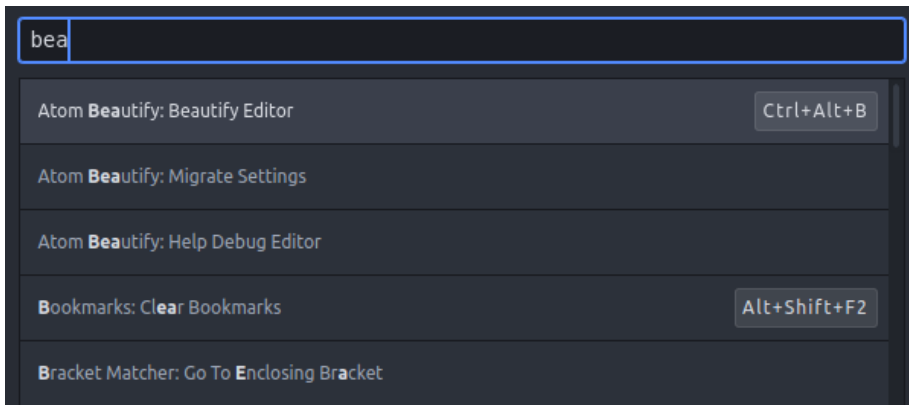 bea
Atom Beautify: Beautify Editor Ctrl+Alt+B
Atom Beautify: Migrate Settings
Atom Beautify: Help Debug Editor
Bookmarks: Clear Bookmarks Alt+Shift+F2
Bracket Matcher: Go To Enclosing Bracket